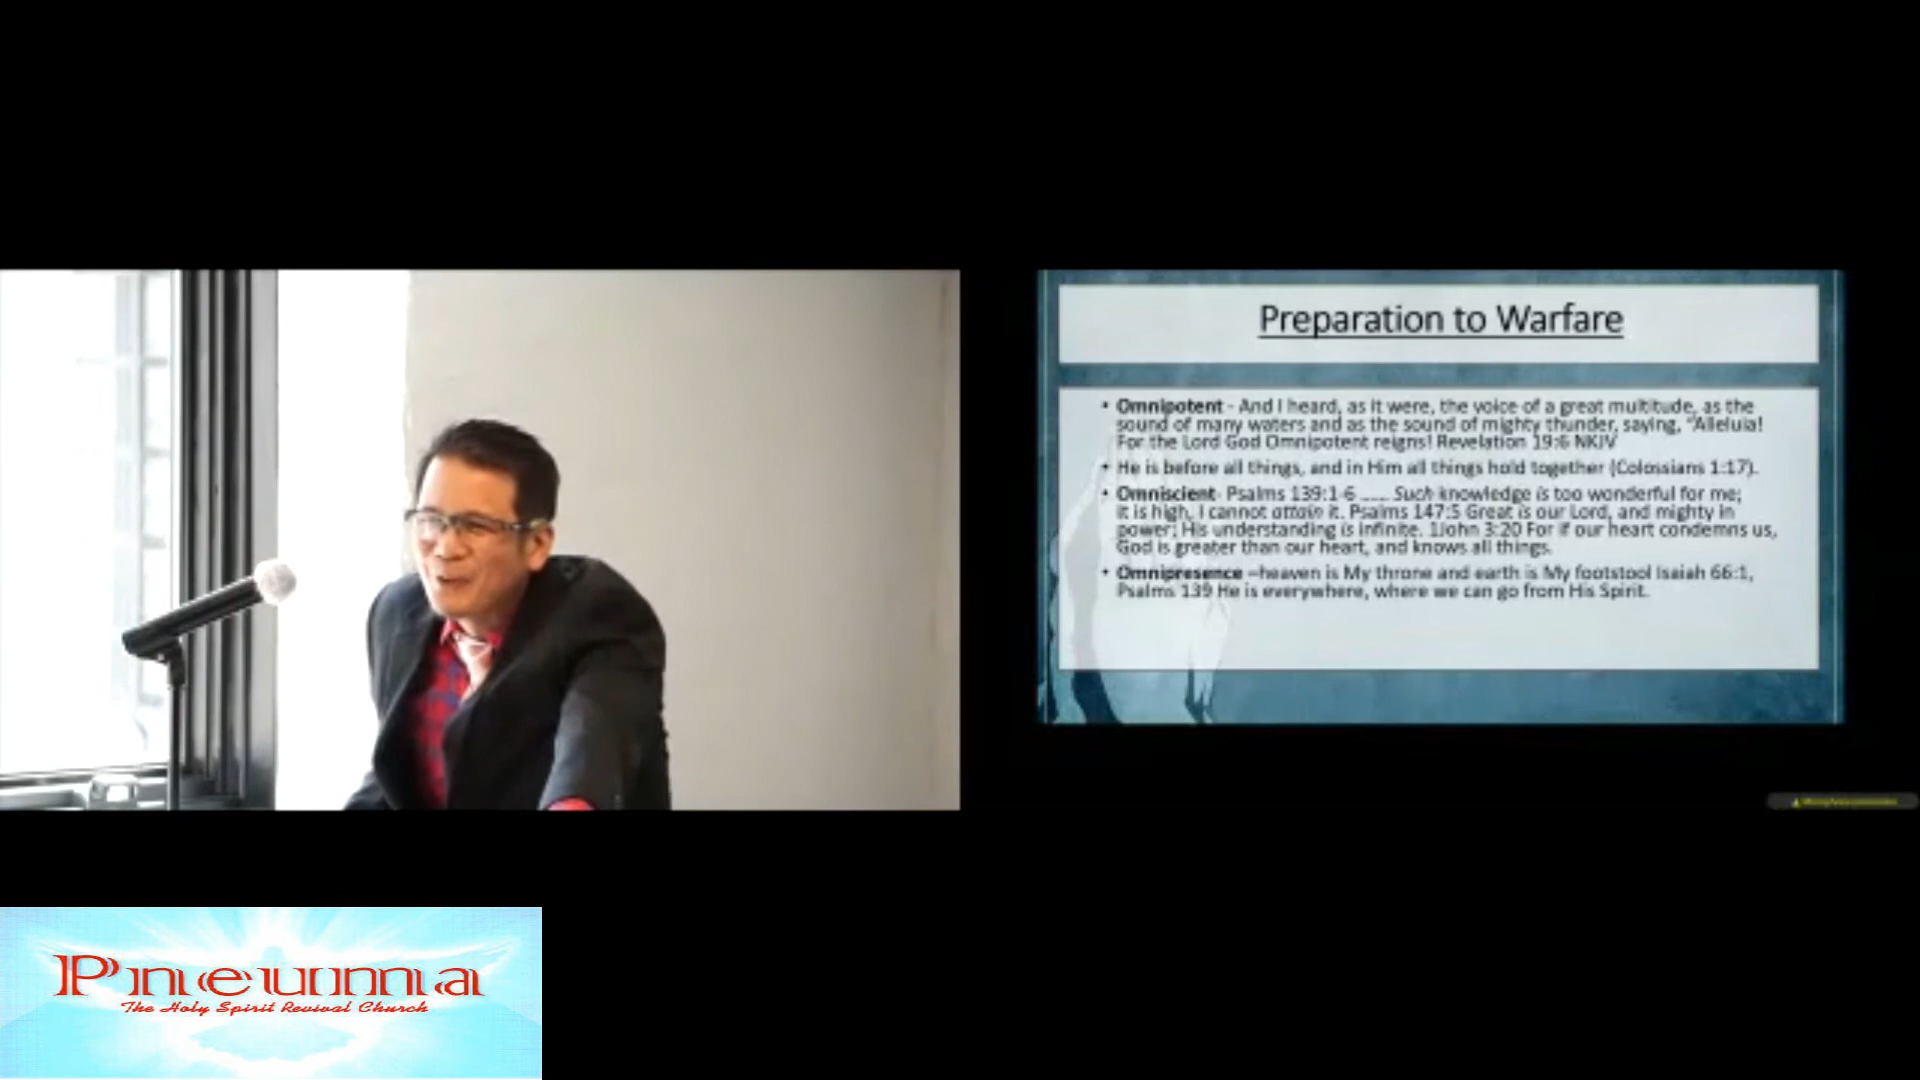 Preparation to Warfare
• Omnipotent - And I heard, as it were, the voice of a great multitude, as the
sound of many waters and as the sound of mighty thunder, saying, "Alleluia!
For the Lord God Omnipotent reigns! Revelation 19:6 NKJV
• He is before all things, and in Him all things hold together (Colossians 1:17).
• Omniscient- Psalms 139:1-6 ..... Such knowledge is too wonderful for me;
it is high, I cannot attain it. Psalms 147:5 Great is our Lord, and mighty in
power; His understanding is infinite. 1John 3:20 For if our heart condemns us,
God is greater than our heart, and knows all things.
• Omnipresence –heaven is My throne and earth is My footstool Isaiah 66:1,
Psalms 139 He is everywhere, where we can go from His Spirit.
Pneuma
The Holy Spirit Revival Church